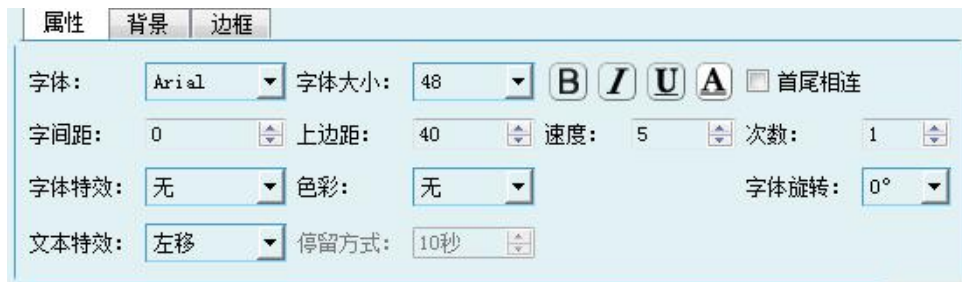 属性 背景 边框
字体: Arial 字体大小: 48 B I U A 首尾相连
字间距: 0 上边距: 40 速度: 5 次数: 1
字体特效: 无 色彩: 无 字体旋转: 0°
文本特效: 左移 停留方式: 10秒